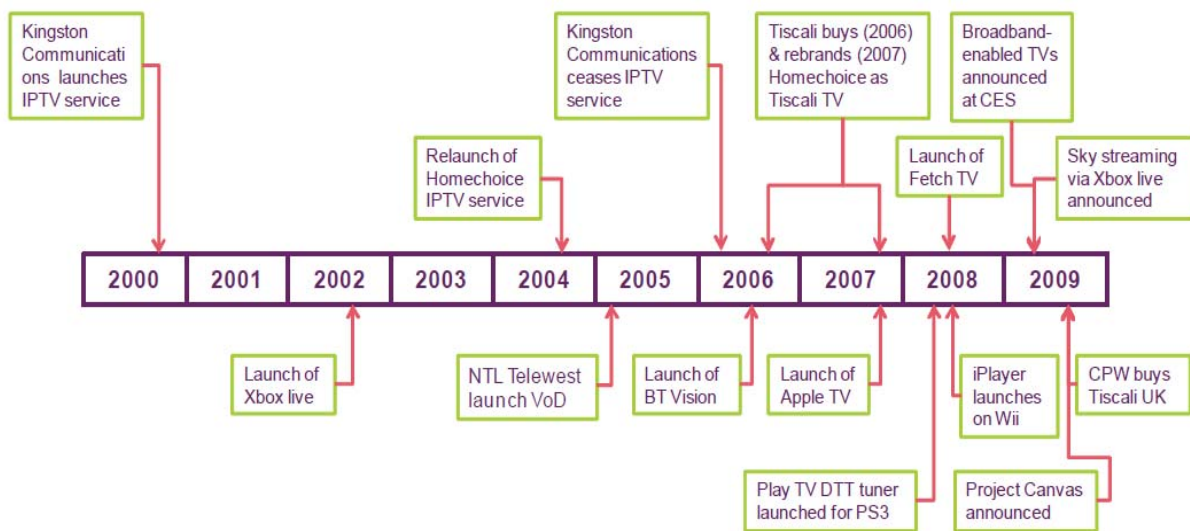 Kingston
Communicati
ons launches
IPTV service
Kingston
Communications
ceases IPTV
service
Tiscali buys (2006)
& rebrands (2007)
Homechoice as
Tiscali TV
Broadband-
enabled TVs
announced
at CES
Relaunch of
Homechoice
IPTV service
Launch of
Fetch TV
Sky streaming
via Xbox live
announced
2000 2001 2002 2003 2004 2005 2006 2007 2008 2009
Launch of
Xbox live
NTL Telewest
launch VoD
Launch of
BT Vision
Launch of
Apple TV
iPlayer
launches
on Wii
CPW buys
Tiscali UK
Play TV DTT tuner
launched for PS3
Project Canvas
announced